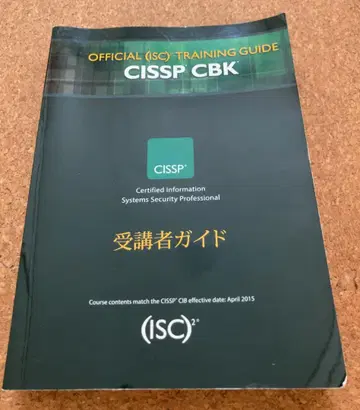 OFFICIAL (ISC)²® TRAINING GUIDE
CISSP® CBK®
CISSP®
Certified Information
Systems Security Professional
受講者ガイド
Course contents match the CISSP® CIB effective date: April 2015
(ISC)²®